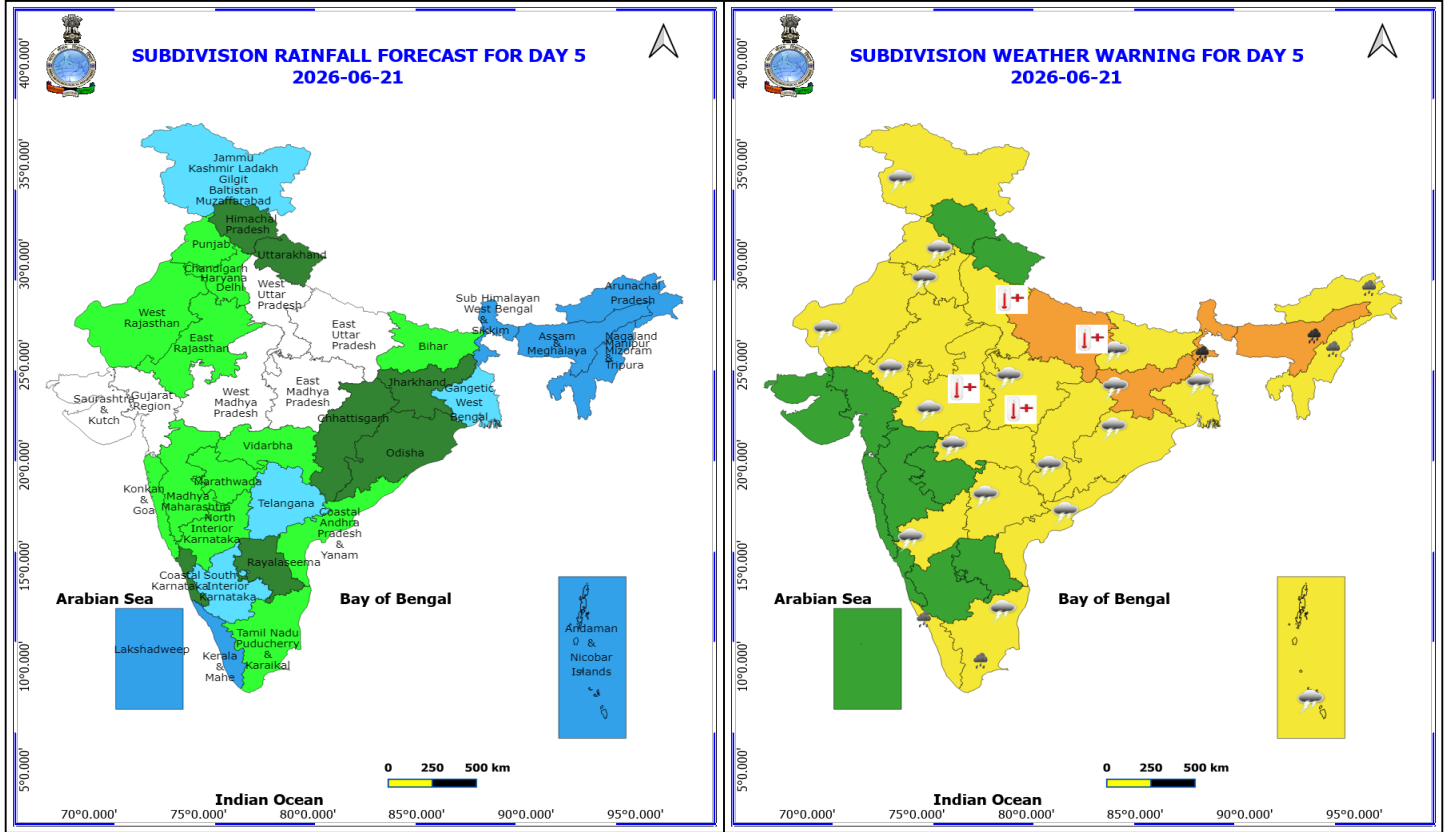 SUBDIVISION RAINFALL FORECAST FOR DAY 5
2026-06-21
40°0.000'
35°0.000'
30°0.000'
25°0.000'
20°0.000'
15°0.000'
10°0.000'
5°0.000'
Jammu
Kashmir Ladakh
Gilgit
Baltistan
Muzaffarabad
Himachal
Pradesh
Punjab
Uttarakhand
Chandigarh
Haryana
Delhi
West
Uttar
Pradesh
West
Rajasthan
East
Rajasthan
East
Uttar
Pradesh
Bihar
Sub Himalayan
West Bengal
&
Sikkim
Arunachal
Pradesh
Assam
&
Meghalaya
Nagaland
Manipur
Mizoram
&
Tripura
Saurashtra
&
Kutch
Gujarat
Region
West
Madhya
Pradesh
East
Madhya
Pradesh
Jharkhand
Gangetic
West
Bengal
Chhattisgarh
Odisha
Vidarbha
Konkan
&
Goa
Marathwada
Madhya
Maharashtra
North
Interior
Karnataka
Telangana
Coastal
Andhra
Pradesh
&
Yanam
Rayalaseema
Coastal
Karnataka
South
Interior
Karnataka
Arabian Sea
Bay of Bengal
Lakshadweep
Kerala
&
Mahe
Tamil Nadu
Puducherry
&
Karaikal
Andaman
&
Nicobar
Islands
0 250 500 km
Indian Ocean
70°0.000' 75°0.000' 80°0.000' 85°0.000' 90°0.000' 95°0.000'
SUBDIVISION WEATHER WARNING FOR DAY 5
2026-06-21
40°0.000'
35°0.000'
30°0.000'
25°0.000'
20°0.000'
15°0.000'
10°0.000'
5°0.000'
Arabian Sea
Bay of Bengal
0 250 500 km
Indian Ocean
70°0.000' 75°0.000' 80°0.000' 85°0.000' 90°0.000' 95°0.000'